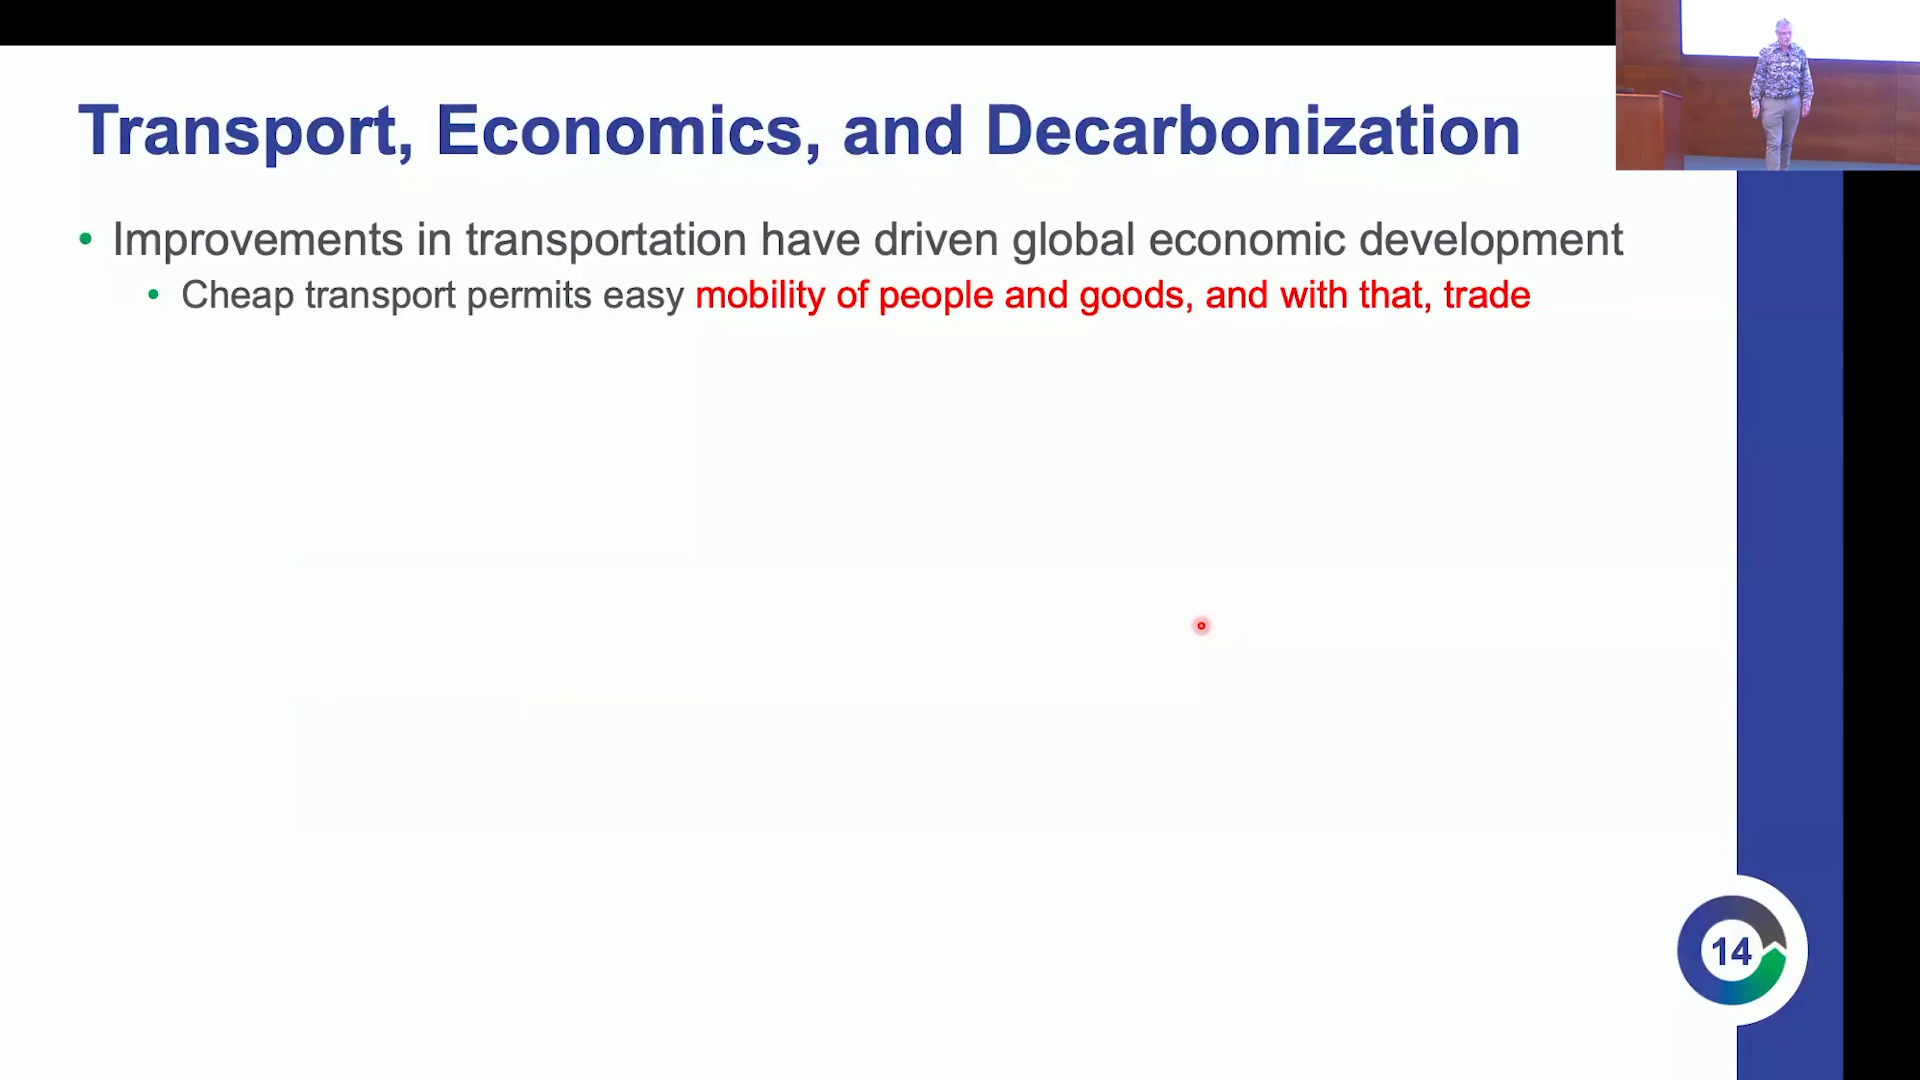 Transport, Economics, and Decarbonization
• Improvements in transportation have driven global economic development
• Cheap transport permits easy mobility of people and goods, and with that, trade
14